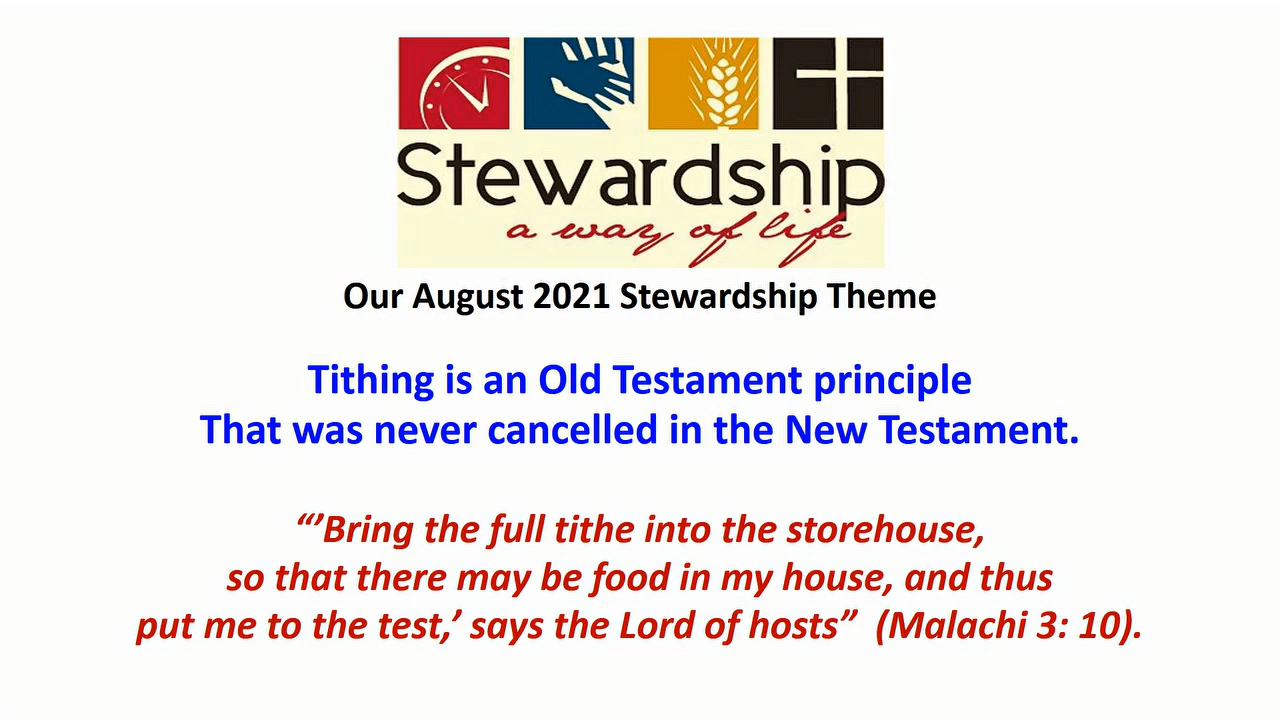 Stewardship
a way of life
Our August 2021 Stewardship Theme
Tithing is an Old Testament principle
That was never cancelled in the New Testament.
“’Bring the full tithe into the storehouse,
so that there may be food in my house, and thus
put me to the test,’ says the Lord of hosts” (Malachi 3: 10).